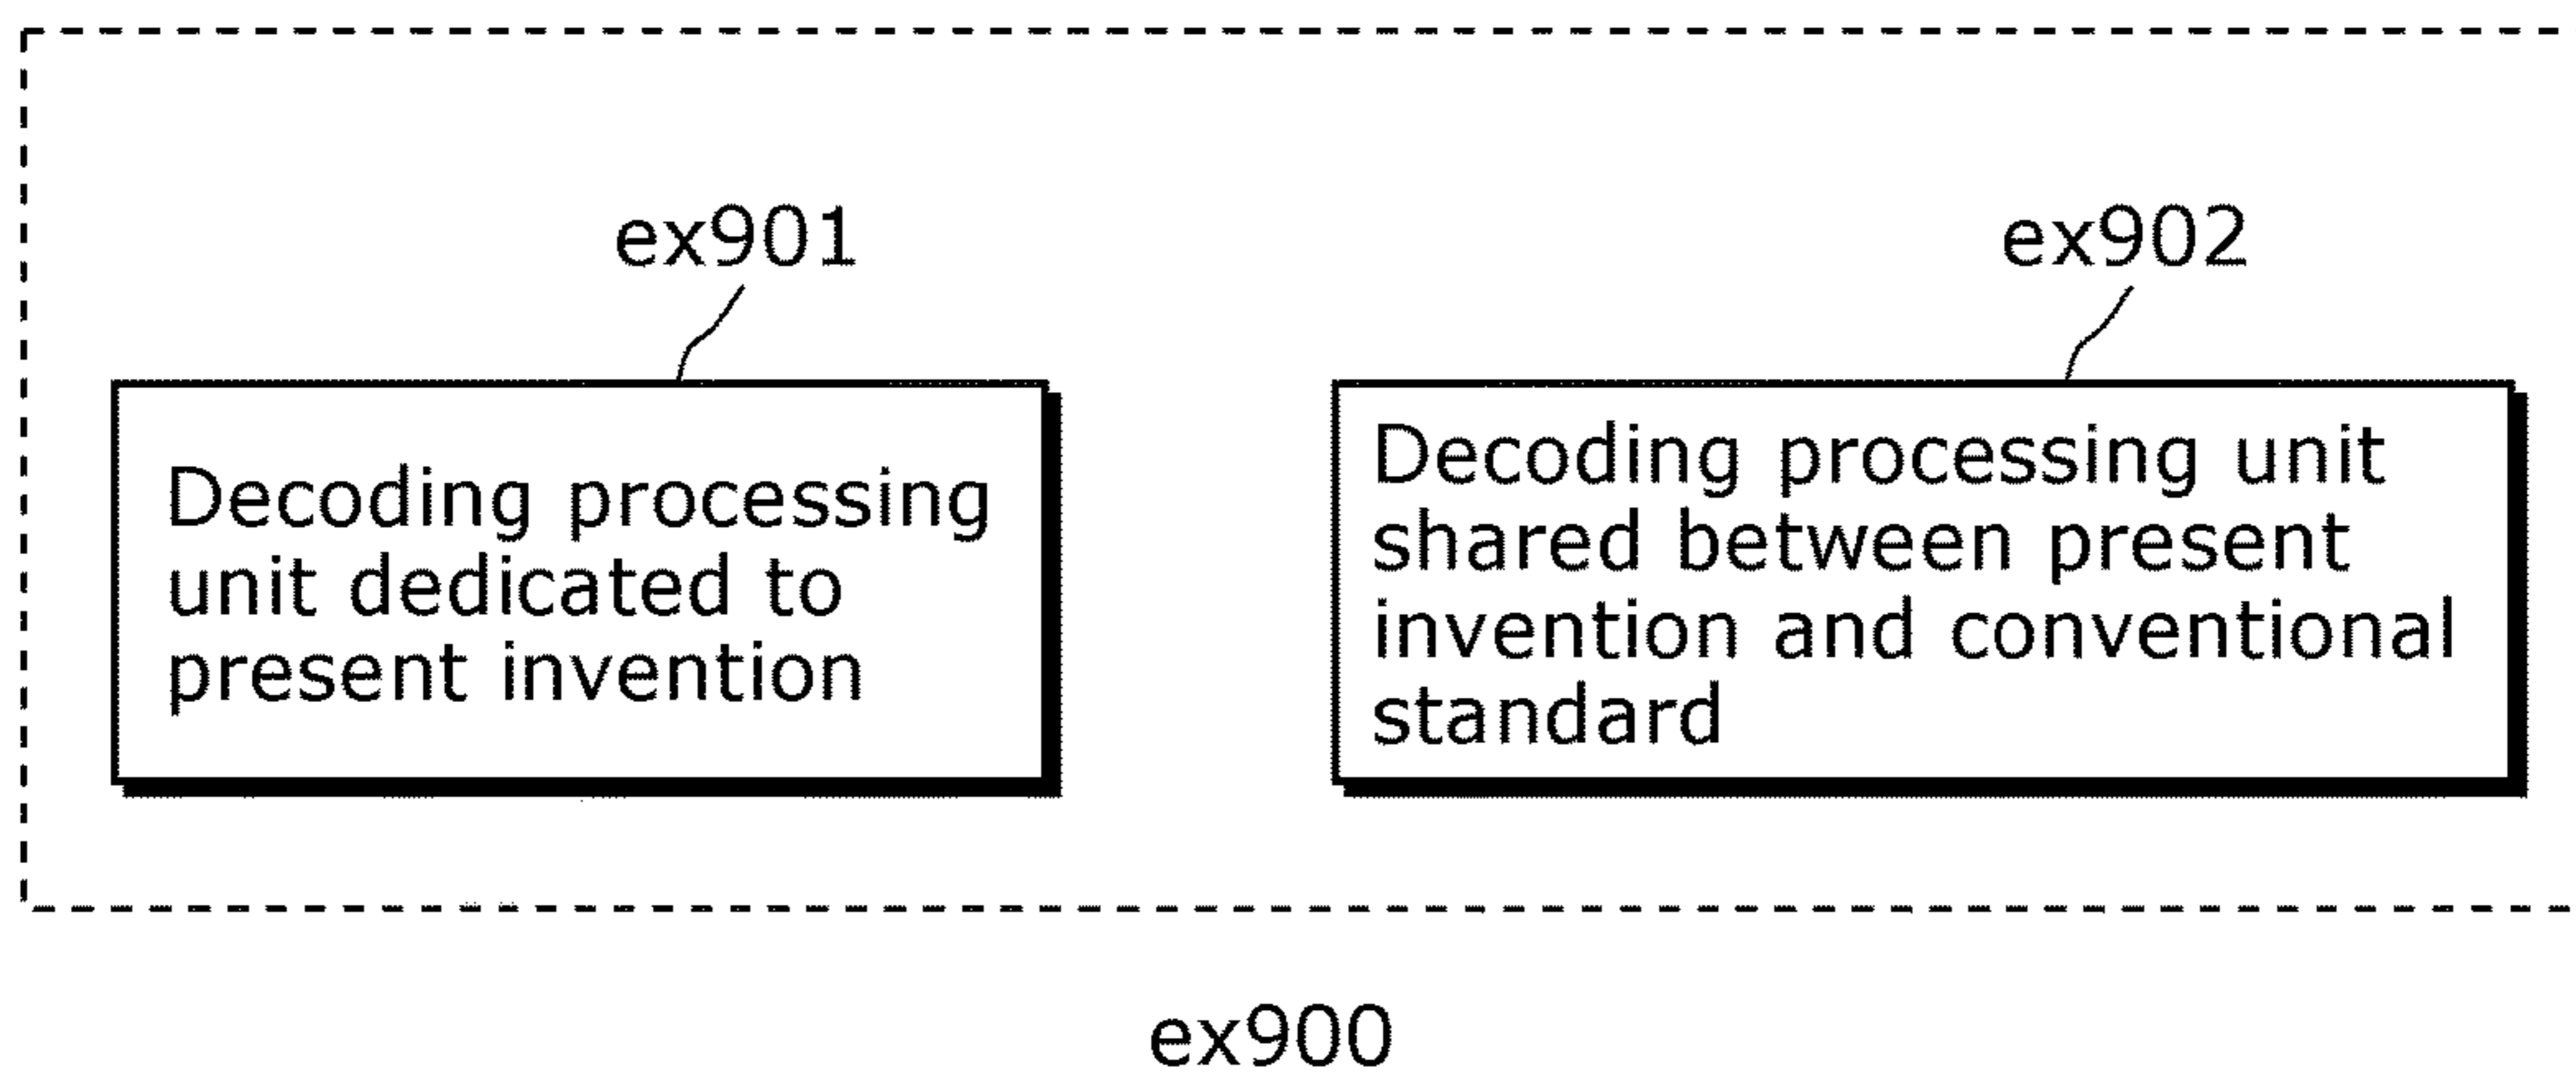 ex901
ex902
Decoding processing
unit dedicated to
present invention
Decoding processing unit
shared between present
invention and conventional
standard
ex900